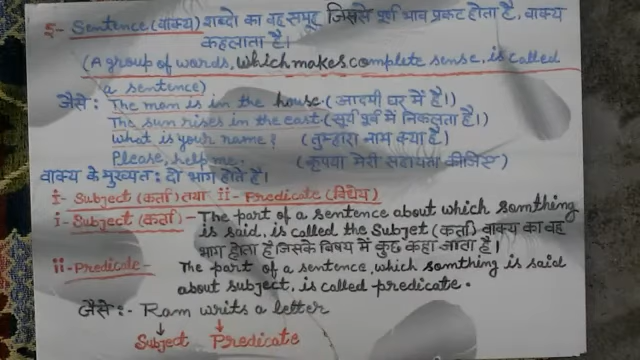 इ- Sentence (वाक्य) शब्दो का वह समूह जिससे पूर्ण भाव प्रकट होता है, वाक्य
कहलाता है।
(A group of words, which makes complete sense, is called
a sentence)
जैसे: The man is in the house. (आदमी घर में है।)
The sun rises in the east. (सूर्य पूर्व में निकलता है।)
What is your name? (तुम्हारा नाम क्या है)
Please, help me. (कृपया मेरी सहायता कीजिए)
वाक्य के मुख्यतः दो भाग होते है।
i- Subject (कर्ता) तथा ii- Predicate (विधेय)
i- Subject (कर्ता) - The part of a sentence about which somthing
is said, is called the Subjet (कर्ता) वाक्य का वह
भाग होता है जिसके विषय में कुछ कहा जाता है।
ii- Predicate- The part of a sentence, which somthing is said
about subject, is called predicate.
जैसे:- Ram writs a letter
Subject Predicate